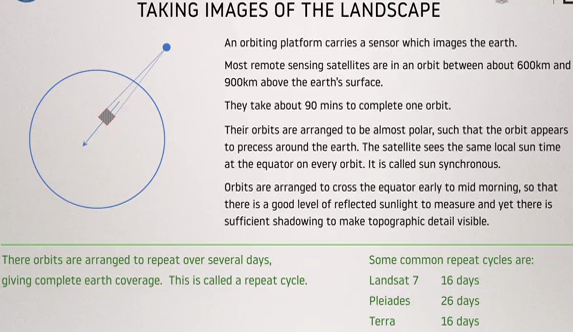 TAKING IMAGES OF THE LANDSCAPE
An orbiting platform carries a sensor which images the earth.
Most remote sensing satellites are in an orbit between about 600km and
900km above the earth's surface.
They take about 90 mins to complete one orbit.
Their orbits are arranged to be almost polar, such that the orbit appears
to precess around the earth. The satellite sees the same local sun time
at the equator on every orbit. It is called sun synchronous.
Orbits are arranged to cross the equator early to mid morning, so that
there is a good level of reflected sunlight to measure and yet there is
sufficient shadowing to make topographic detail visible.
There orbits are arranged to repeat over several days,
giving complete earth coverage. This is called a repeat cycle.
Some common repeat cycles are:
Landsat 7 16 days
Pleiades 26 days
Terra 16 days